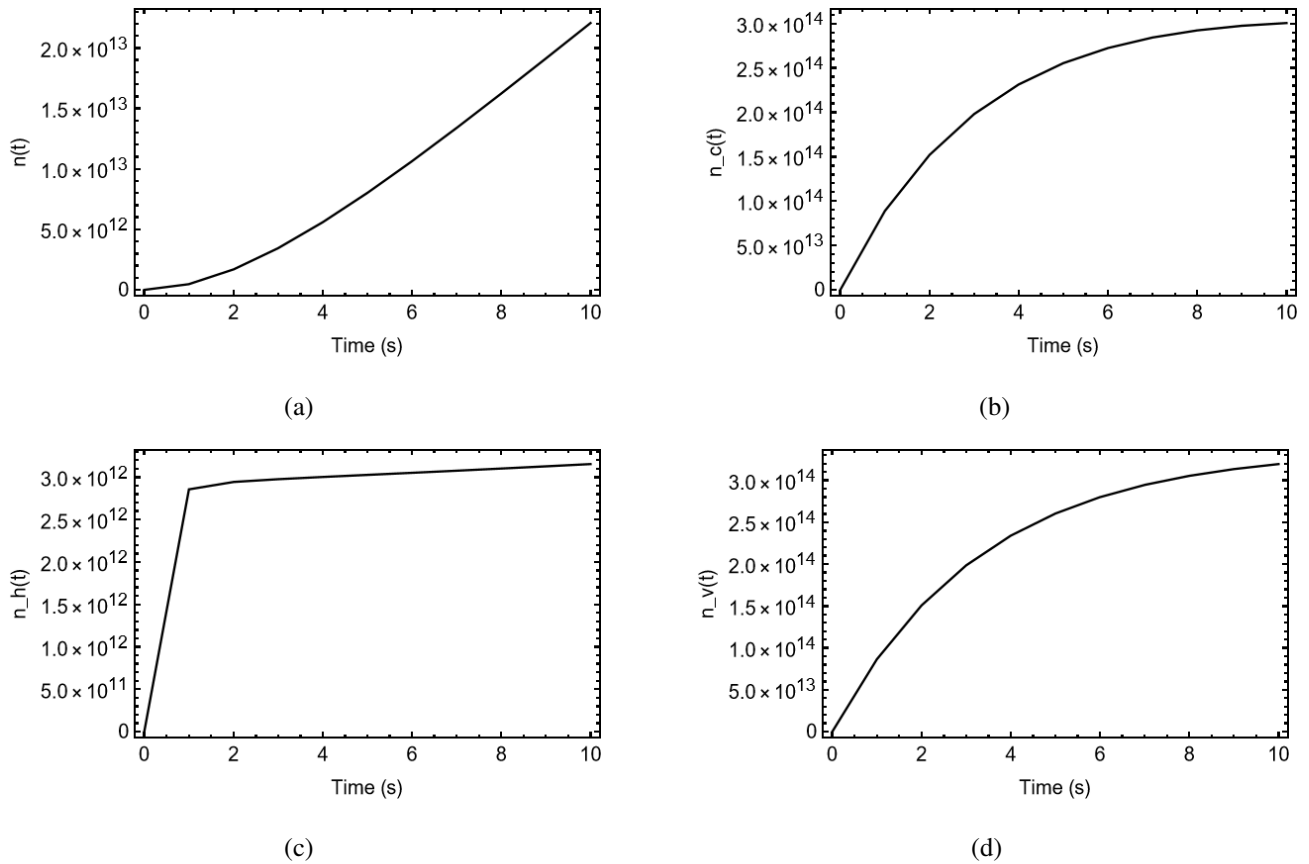 2.0×10^13
1.5×10^13
1.0×10^13
5.0×10^12
0
n(t)
0 2 4 6 8 10
Time (s)
(a)
3.0×10^14
2.5×10^14
2.0×10^14
1.5×10^14
1.0×10^14
5.0×10^13
0
n_c(t)
0 2 4 6 8 10
Time (s)
(b)
3.0×10^12
2.5×10^12
2.0×10^12
1.5×10^12
1.0×10^12
5.0×10^11
0
n_h(t)
0 2 4 6 8 10
Time (s)
(c)
3.0×10^14
2.5×10^14
2.0×10^14
1.5×10^14
1.0×10^14
5.0×10^13
0
n_v(t)
0 2 4 6 8 10
Time (s)
(d)